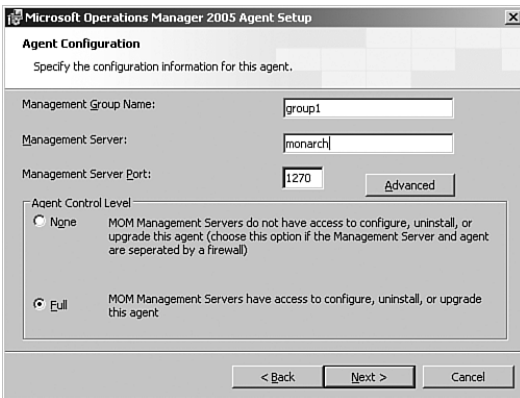 Microsoft Operations Manager 2005 Agent Setup
Agent Configuration
Specify the configuration information for this agent.
Management Group Name:
group1
Management Server:
monarch
Management Server Port:
1270
Advanced
Agent Control Level
None
MOM Management Servers do not have access to configure, uninstall, or
upgrade this agent (choose this option if the Management Server and agent
are seperated by a firewall)
Full
MOM Management Servers have access to configure, uninstall, or upgrade
this agent
< Back
Next >
Cancel